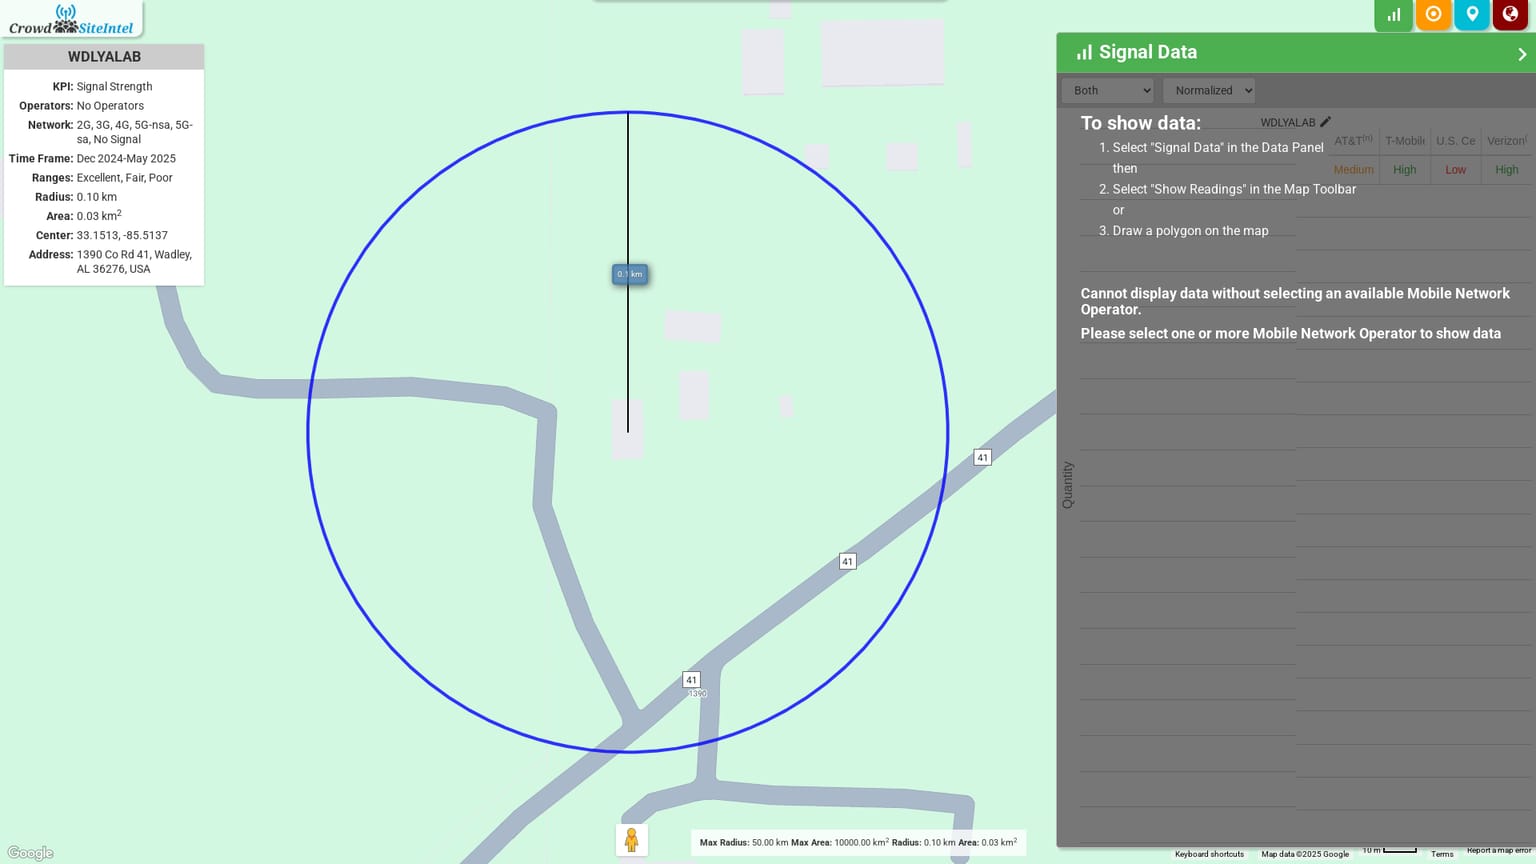 Crowd SiteIntel
WDLYALAB
KPI: Signal Strength
Operators: No Operators
Network: 2G, 3G, 4G, 5G-nsa, 5G-
sa, No Signal
Time Frame: Dec 2024-May 2025
Ranges: Excellent, Fair, Poor
Radius: 0.10 km
Area: 0.03 km2
Center: 33.1513, -85.5137
Address: 1390 Co Rd 41, Wadley,
AL 36276, USA
0.1 km
41
41
41
1390
Signal Data
Both Normalized
To show data:
WDLYALAB
AT&T(n) T-Mobile U.S. Ce Verizon(
Medium High Low High
1. Select "Signal Data" in the Data Panel
then
2. Select "Show Readings" in the Map Toolbar
or
3. Draw a polygon on the map
Cannot display data without selecting an available Mobile Network
Operator.
Please select one or more Mobile Network Operator to show data
Quantity
Google
Max Radius: 50.00 km Max Area: 10000.00 km2 Radius: 0.10 km Area: 0.03 km2
Keyboard shortcuts Map data ©2025 Google 10 m Terms Report a map error